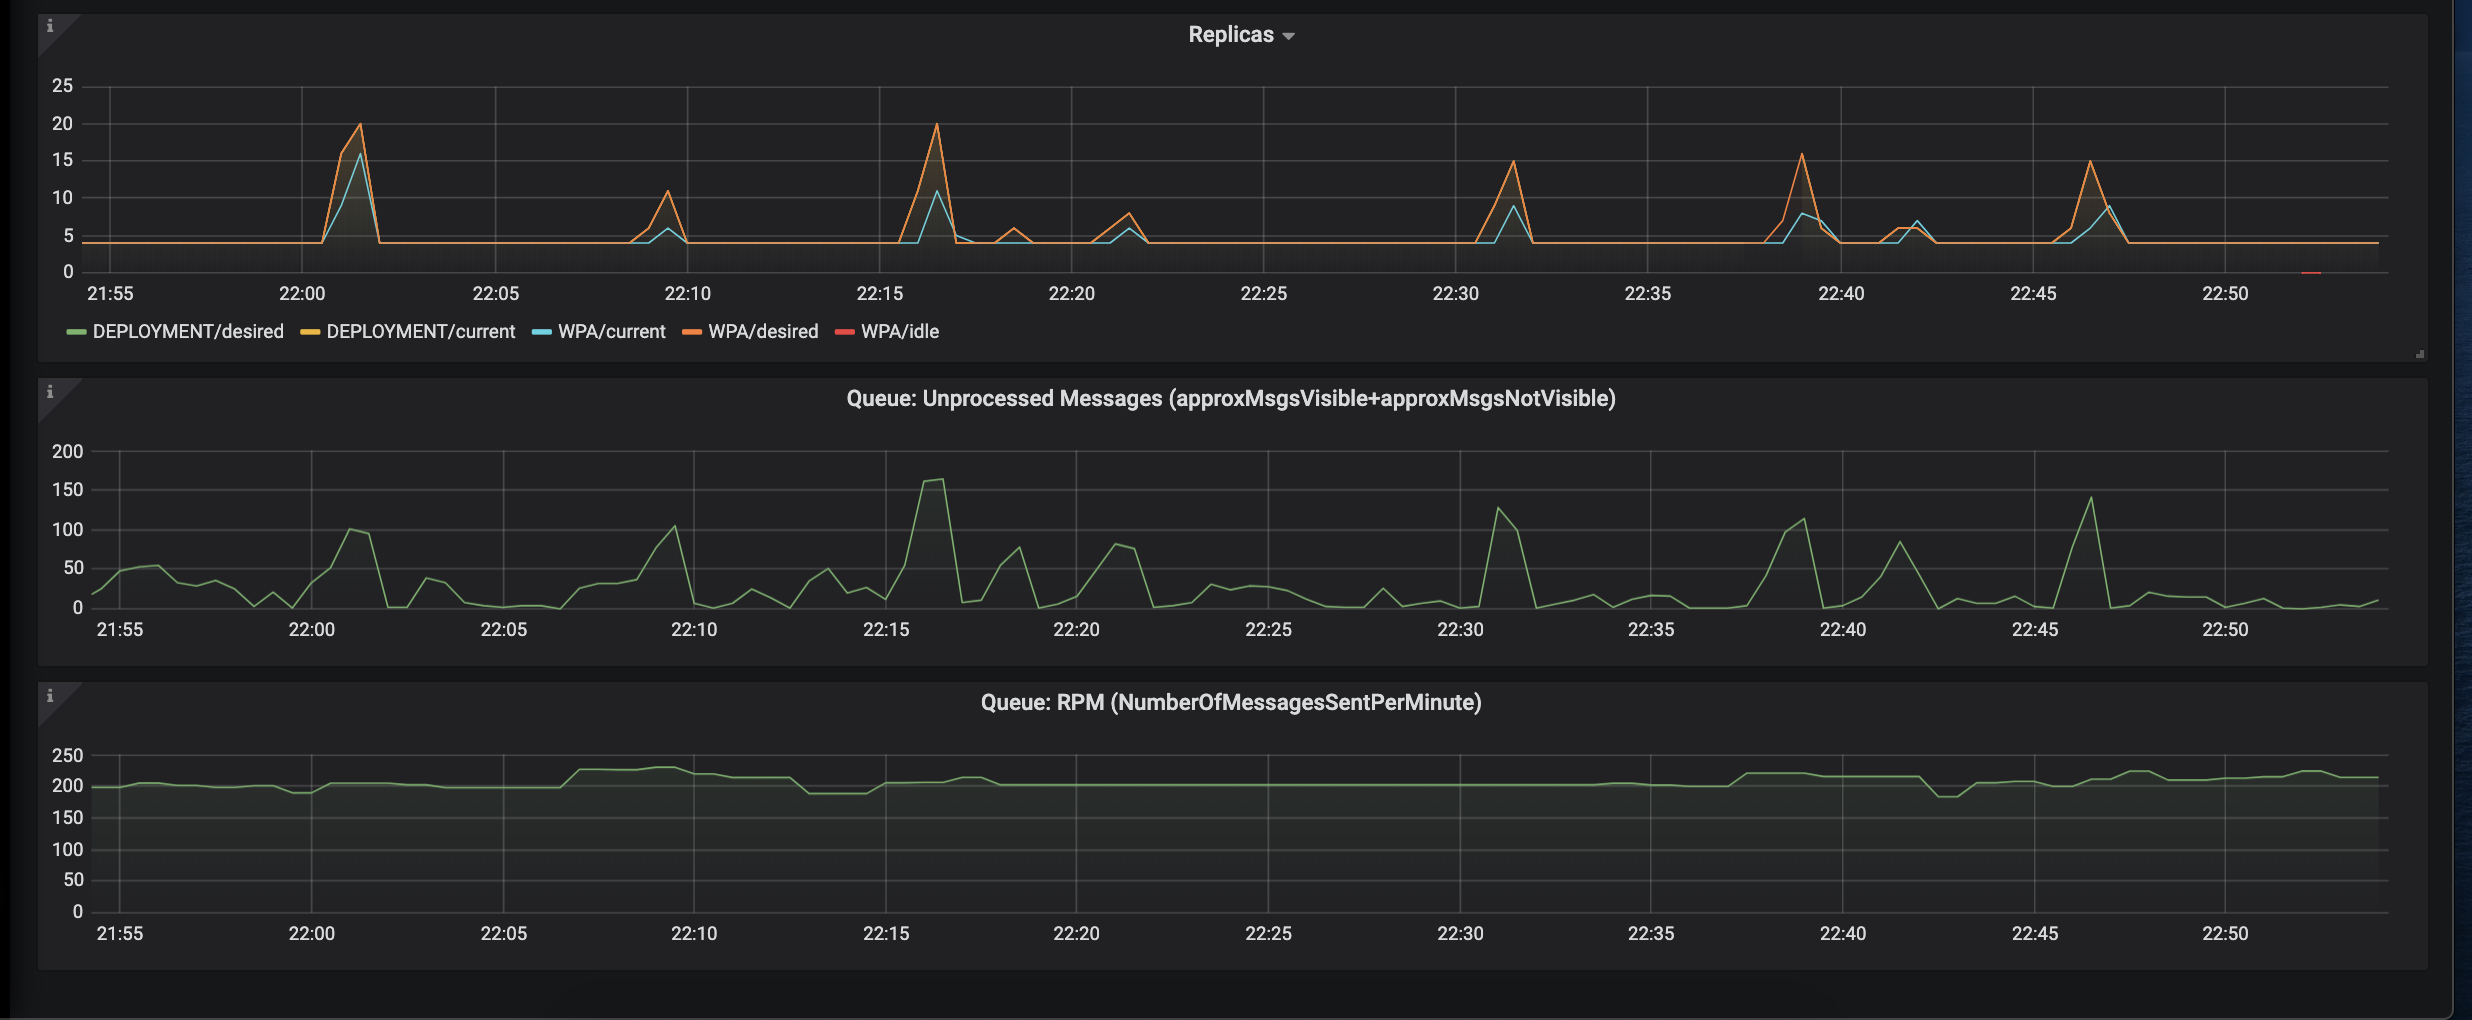 Replicas
25
20
15
10
5
0
21:55 22:00 22:05 22:10 22:15 22:20 22:25 22:30 22:35 22:40 22:45 22:50
DEPLOYMENT/desired DEPLOYMENT/current WPA/current WPA/desired WPA/idle
Queue: Unprocessed Messages (approxMsgsVisible+approxMsgsNotVisible)
200
150
100
50
0
21:55 22:00 22:05 22:10 22:15 22:20 22:25 22:30 22:35 22:40 22:45 22:50
Queue: RPM (NumberOfMessagesSentPerMinute)
250
200
150
100
50
0
21:55 22:00 22:05 22:10 22:15 22:20 22:25 22:30 22:35 22:40 22:45 22:50